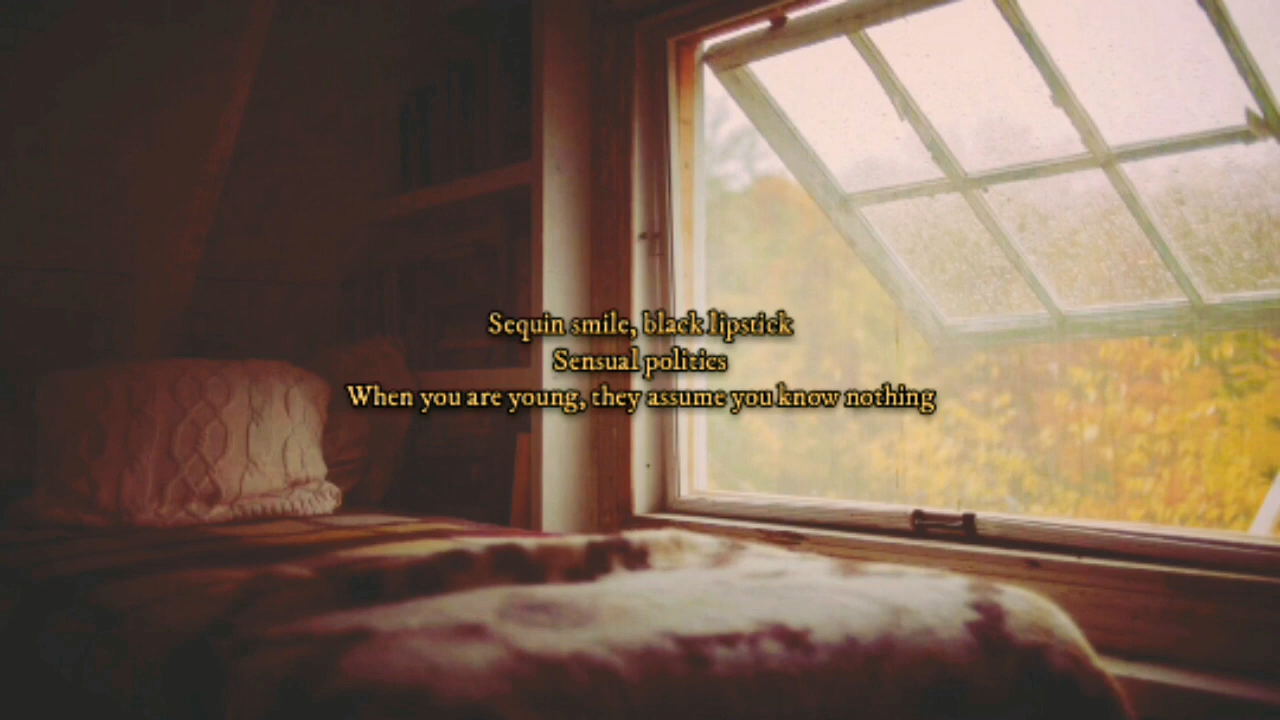 Sequin smile, black lipstick
Sensual politics
When you are young, they assume you know nothing